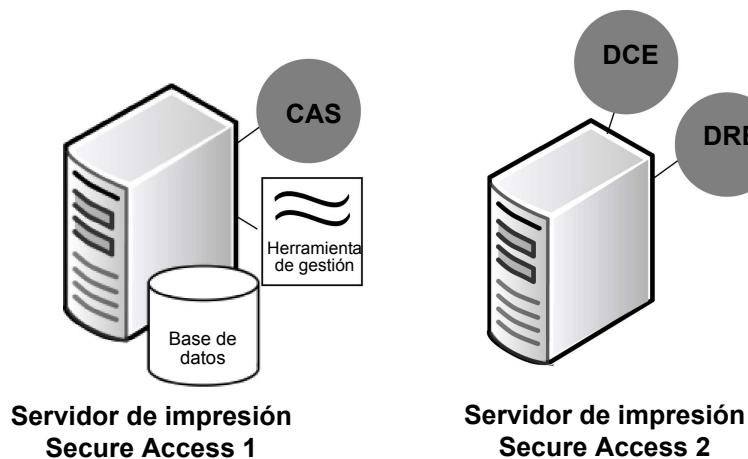 CAS
Herramienta
de gestión
Base de
datos
Servidor de impresión
Secure Access 1
DCE
Servidor de impresión
Secure Access 2